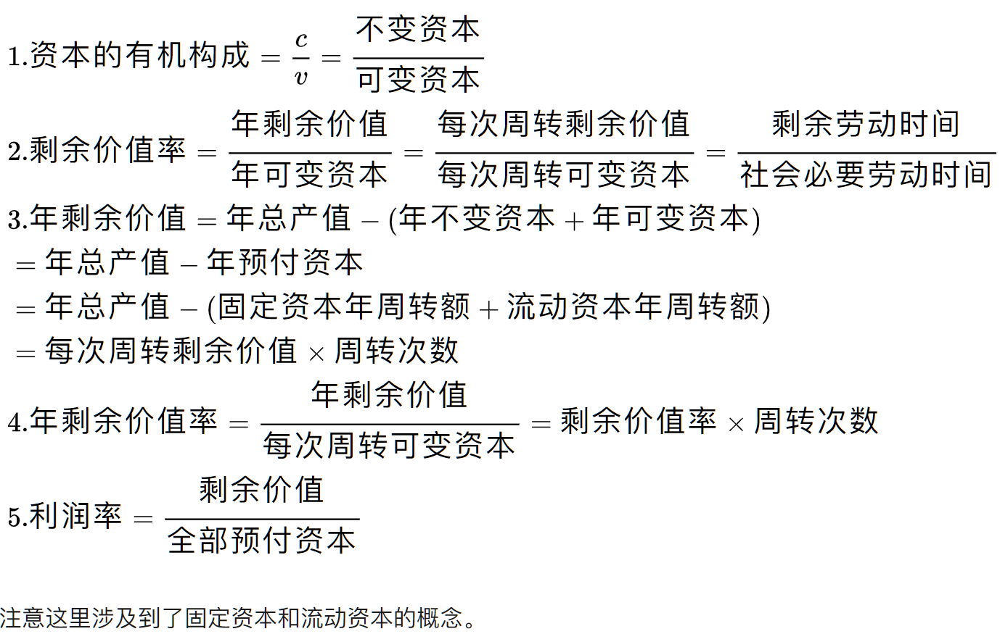 1.资本的有机构成 = c/v = 不变资本/可变资本
2.剩余价值率 = 年剩余价值/年可变资本 = 每次周转剩余价值/每次周转可变资本 = 剩余劳动时间/社会必要劳动时间
3.年剩余价值 = 年总产值 − (年不变资本 + 年可变资本)
= 年总产值 − 年预付资本
= 年总产值 − (固定资本年周转额 + 流动资本年周转额)
= 每次周转剩余价值 × 周转次数
4.年剩余价值率 = 年剩余价值/每次周转可变资本 = 剩余价值率 × 周转次数
5.利润率 = 剩余价值/全部预付资本
注意这里涉及到了固定资本和流动资本的概念。